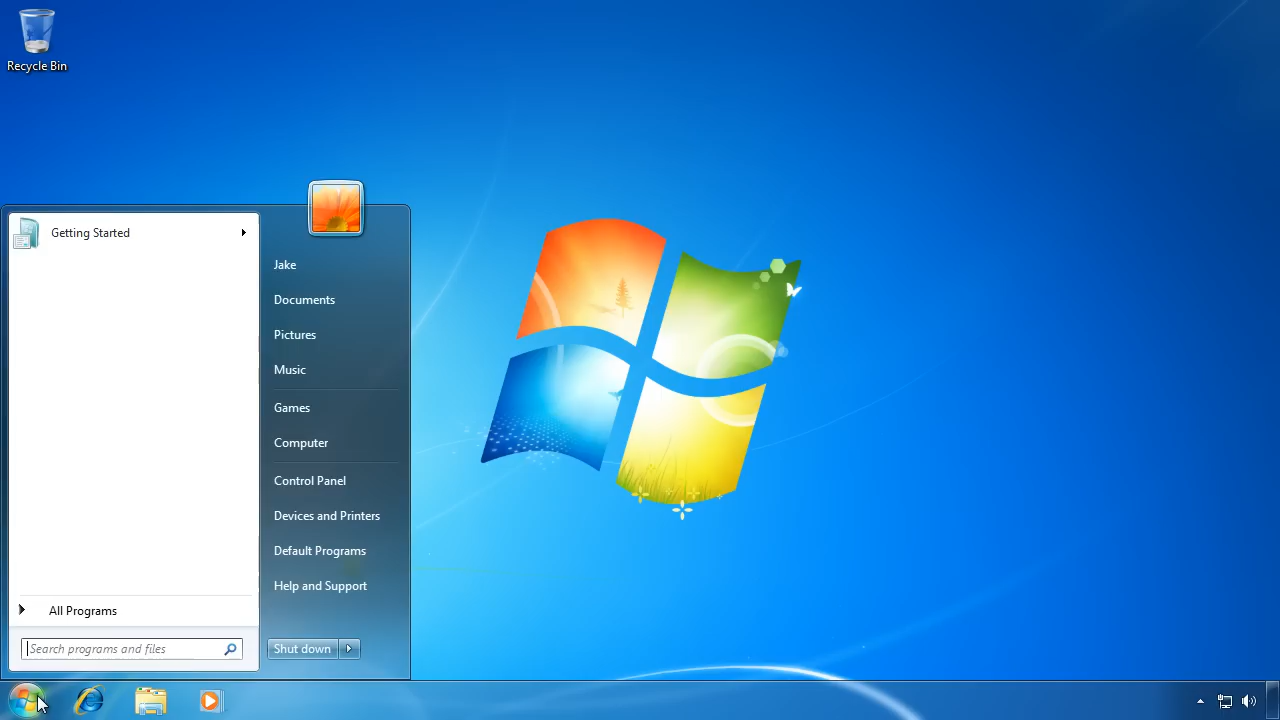 Recycle Bin
Getting Started
Jake
Documents
Pictures
Music
Games
Computer
Control Panel
Devices and Printers
Default Programs
Help and Support
All Programs
Search programs and files
Shut down